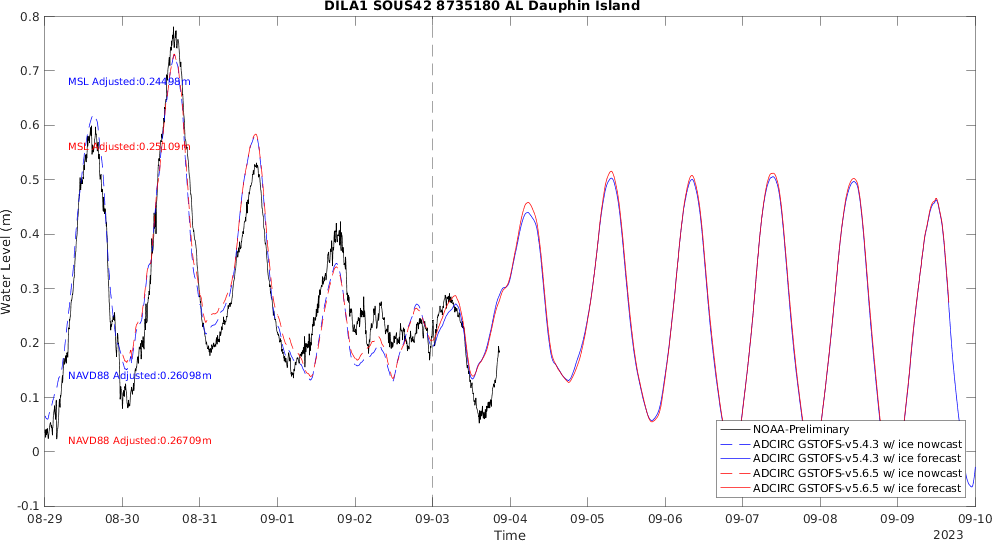 DILA1 SOUS42 8735180 AL Dauphin Island
0.8
0.7
0.6
0.5
0.4
0.3
0.2
0.1
0
-0.1
Water Level (m)
MSL Adjusted:0.24498m
MSL Adjusted:0.25109m
NAVD88 Adjusted:0.26098m
NAVD88 Adjusted:0.26709m
NOAA-Preliminary
ADCIRC GSTOFS-v5.4.3 w/ ice nowcast
ADCIRC GSTOFS-v5.4.3 w/ ice forecast
ADCIRC GSTOFS-v5.6.5 w/ ice nowcast
ADCIRC GSTOFS-v5.6.5 w/ ice forecast
08-29 08-30 08-31 09-01 09-02 09-03 09-04 09-05 09-06 09-07 09-08 09-09 09-10
Time
2023